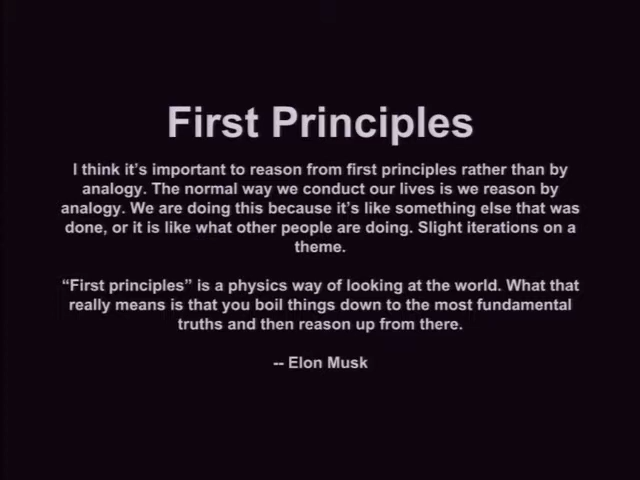 First Principles
I think it's important to reason from first principles rather than by
analogy. The normal way we conduct our lives is we reason by
analogy. We are doing this because it's like something else that was
done, or it is like what other people are doing. Slight iterations on a
theme.
“First principles” is a physics way of looking at the world. What that
really means is that you boil things down to the most fundamental
truths and then reason up from there.
-- Elon Musk